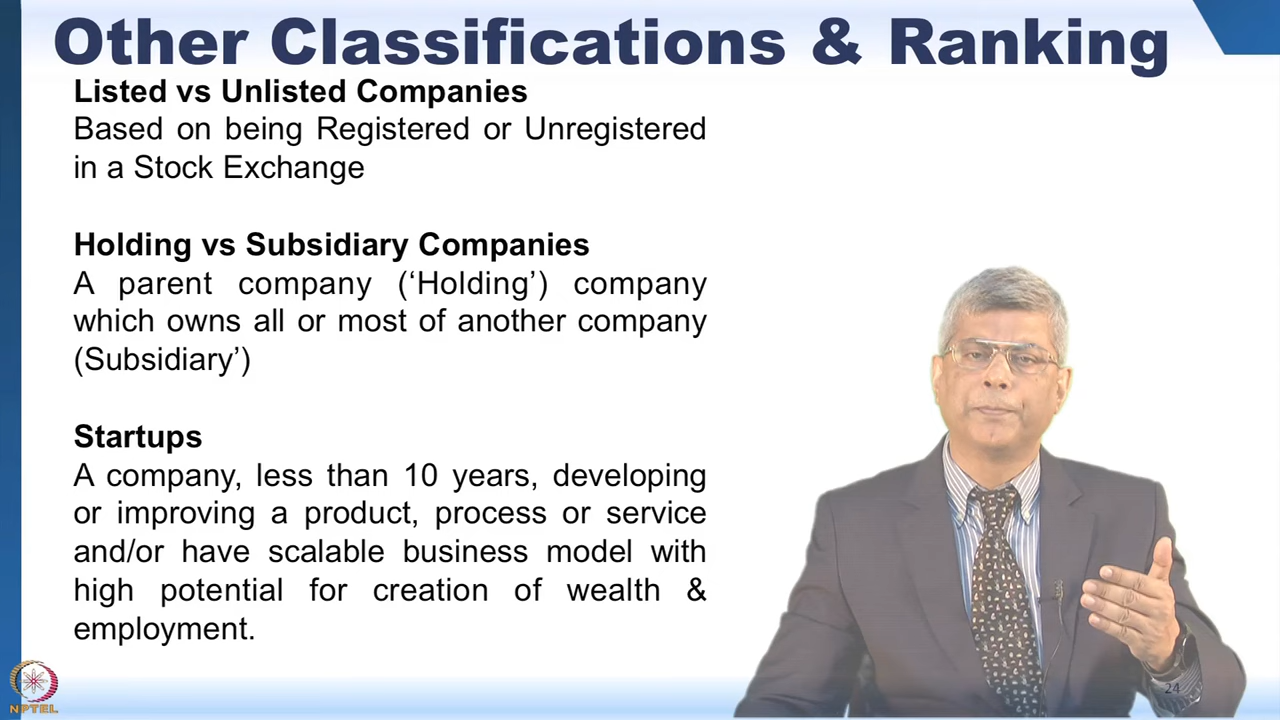 Other Classifications & Ranking
Listed vs Unlisted Companies
Based on being Registered or Unregistered
in a Stock Exchange
Holding vs Subsidiary Companies
A parent company (‘Holding’) company
which owns all or most of another company
(Subsidiary’)
Startups
A company, less than 10 years, developing
or improving a product, process or service
and/or have scalable business model with
high potential for creation of wealth &
employment.
24
NPTEL